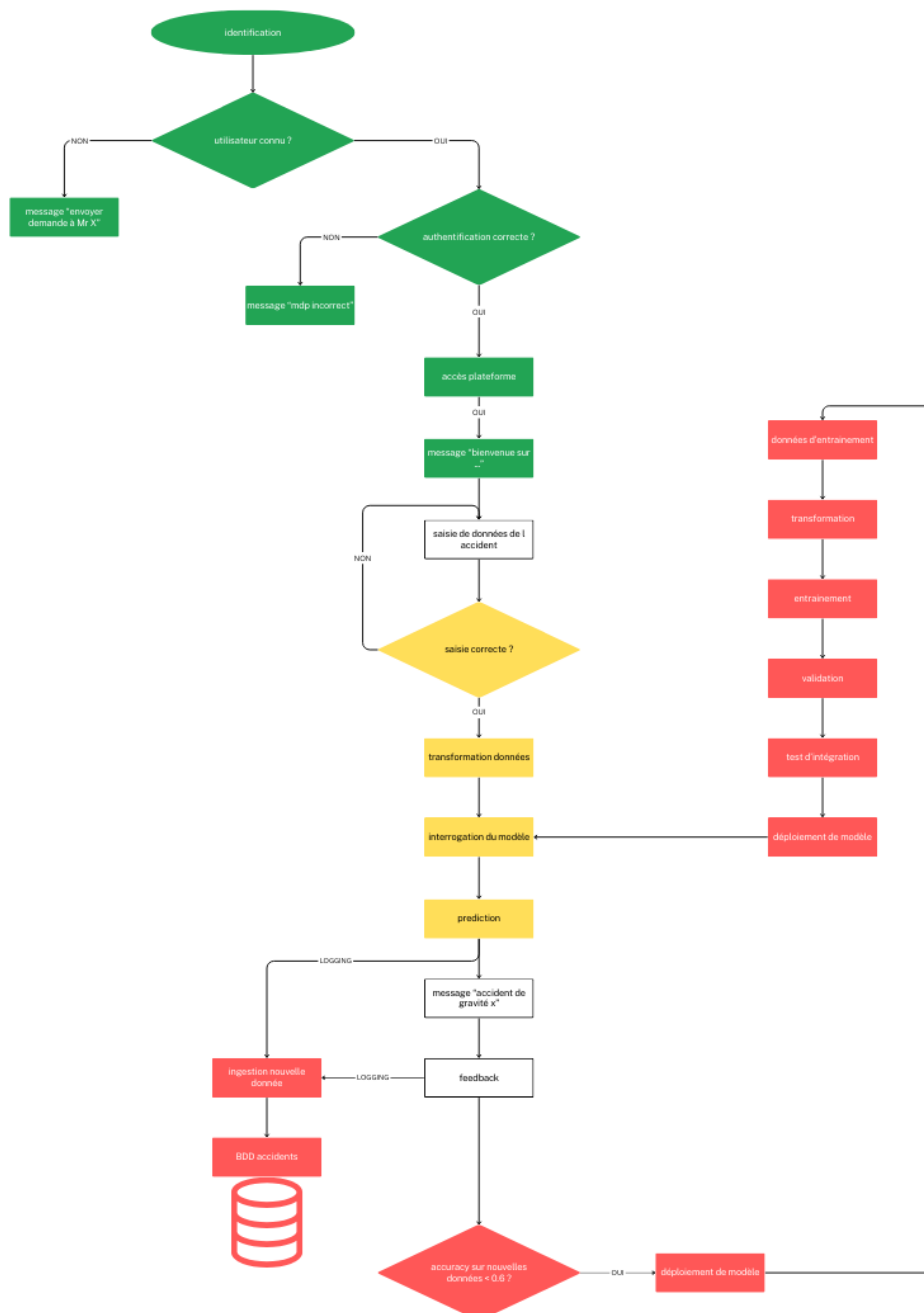 identification
utilisateur connu ?
NON
OUI
message "envoyer
demande à Mr X"
authentification correcte ?
NON
message "mdp incorrect"
OUI
accès plateforme
OUI
message "bienvenue sur
..."
saisie de données de l
accident
NON
saisie correcte ?
OUI
transformation données
interrogation du modèle
prediction
LOGGING
message "accident de
gravité x"
feedback
LOGGING
ingestion nouvelle
donnée
BDD accidents
accuracy sur nouvelles
données < 0.6 ?
OUI
déploiement de modèle
données d'entrainement
transformation
entrainement
validation
test d'intégration
déploiement de modèle